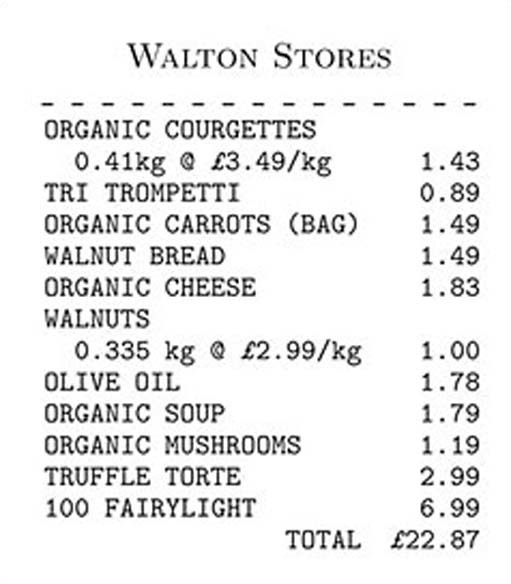 WALTON STORES
- - - - - - - - - - - - - - - -
ORGANIC COURGETTES
0.41kg @ £3.49/kg 1.43
TRI TROMPETTI 0.89
ORGANIC CARROTS (BAG) 1.49
WALNUT BREAD 1.49
ORGANIC CHEESE 1.83
WALNUTS
0.335 kg @ £2.99/kg 1.00
OLIVE OIL 1.78
ORGANIC SOUP 1.79
ORGANIC MUSHROOMS 1.19
TRUFFLE TORTE 2.99
100 FAIRYLIGHT 6.99
TOTAL £22.87